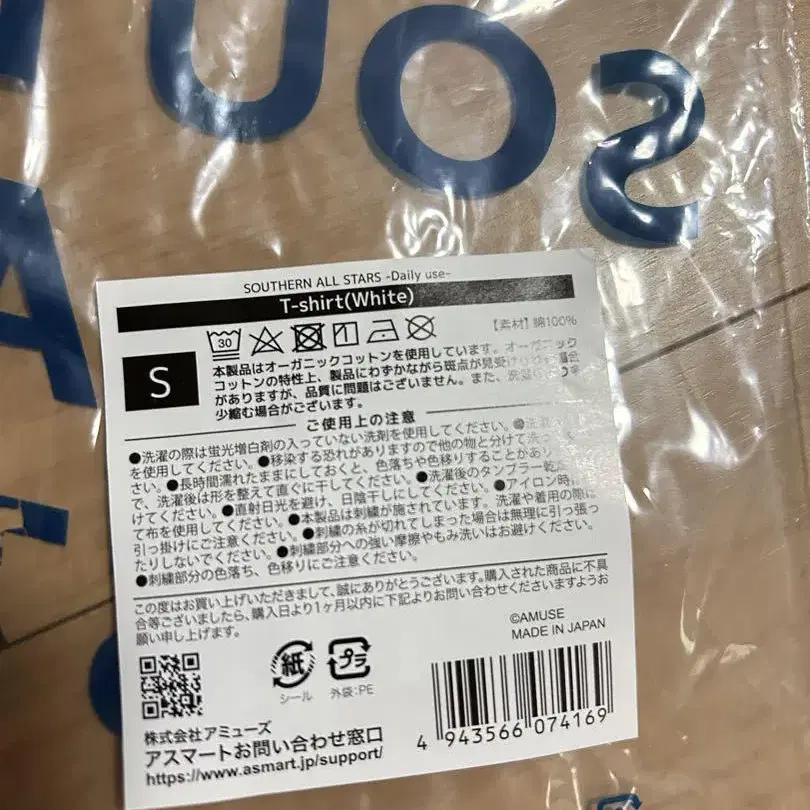 SOU
A
SOUTHERN ALL STARS -Daily use-
T-shirt(White)
30
【素材】綿100%
S
本製品はオーガニックコットンを使用しています。オーガニック
コットンの特性上、製品にわずかながら斑点が見受け
がありますが、品質に問題はございません。また、洗濯
少縮む場合がございます。
ご使用上の注意
●洗濯の際は蛍光増白剤の入っていない洗剤を使用してください。
を使用してください。●移染する恐れがありますので他の物と分けて洗っ
さい。●長時間濡れたままにしておくと、色落ちや色移りすることがあり
で、洗濯後は形を整えて直ぐに干してください。●洗濯後のタンブラー乾
けてください。●直射日光を避け、日陰干しにしてください。●アイロン時
て布を使用してください。●本製品は刺繍が施されています。洗濯や着用の際に
引っ掛けにご注意ください。●刺繍の糸が切れてしまった場合は無理に引っ張っ
たりしないでください。●刺繍部分への強い摩擦やもみ洗いはお避けください。
●刺繍部分の色落ち、色移りにご注意ください。
この度はお買い上げいただきまして、誠にありがとうございます。購入された商品に不具
合等ございましたら、購入日より1ヶ月以内に下記よりお問い合わせくださいますようお
願い申し上げます。
©AMUSE
MADE IN JAPAN
紙
シール
プラ
外袋:PE
株式会社アミューズ
アスマートお問い合わせ窓口
https://www.asmart.jp/support/
4 943566 074169